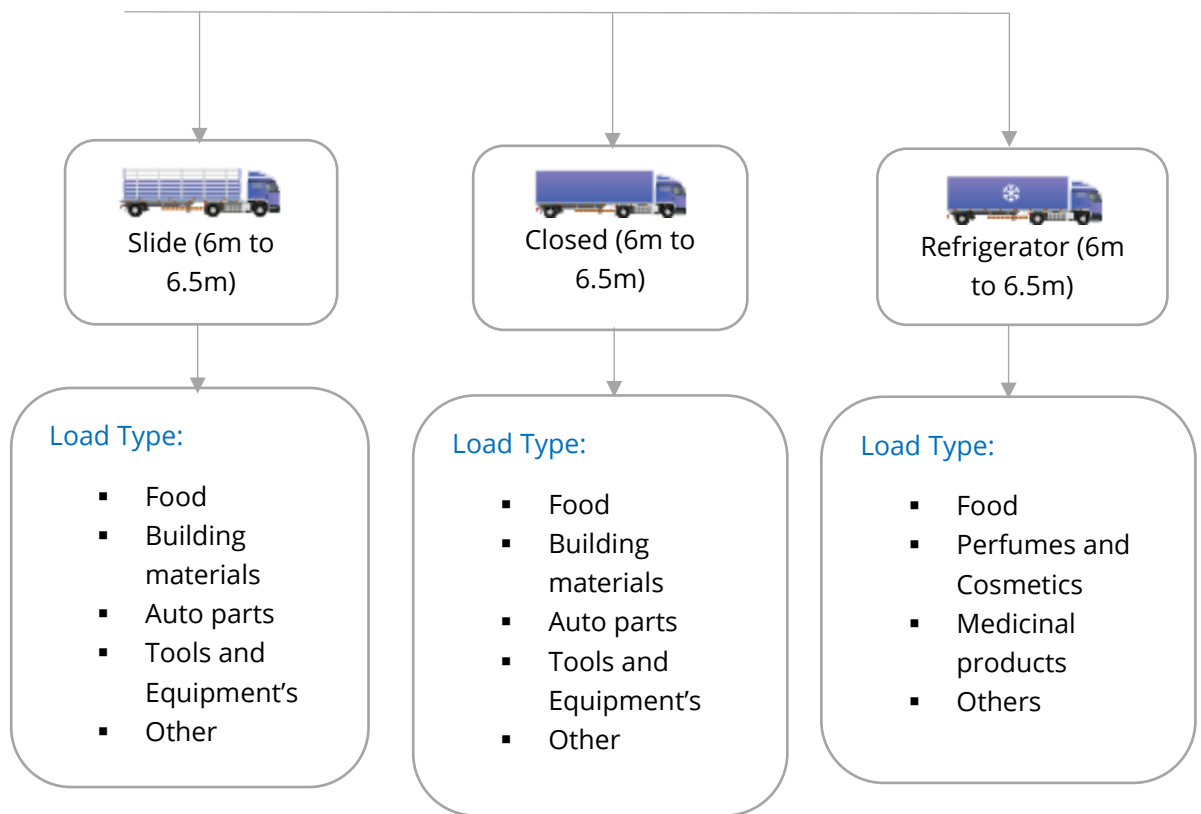 Slide (6m to
6.5m)
Closed (6m to
6.5m)
Refrigerator (6m
to 6.5m)
Load Type:
▪ Food
▪ Building
materials
▪ Auto parts
▪ Tools and
Equipment’s
▪ Other
Load Type:
▪ Food
▪ Building
materials
▪ Auto parts
▪ Tools and
Equipment’s
▪ Other
Load Type:
▪ Food
▪ Perfumes and
Cosmetics
▪ Medicinal
products
▪ Others